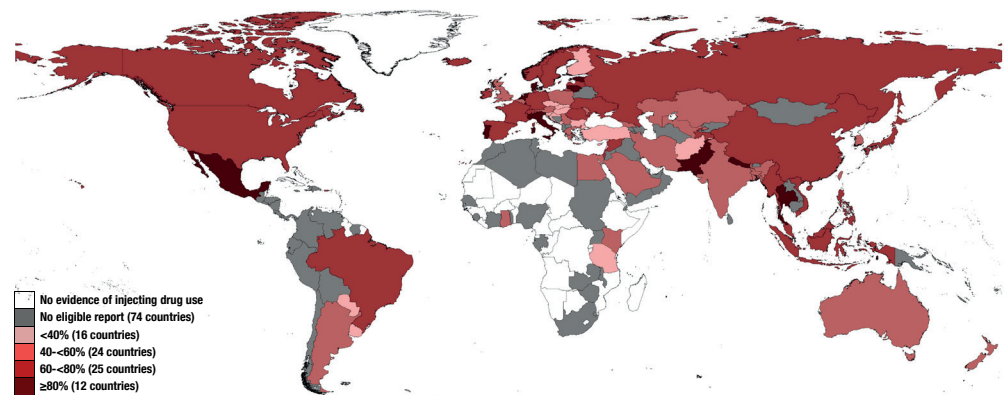 No evidence of injecting drug use
No eligible report (74 countries)
<40% (16 countries)
40-<60% (24 countries)
60-<80% (25 countries)
≥80% (12 countries)